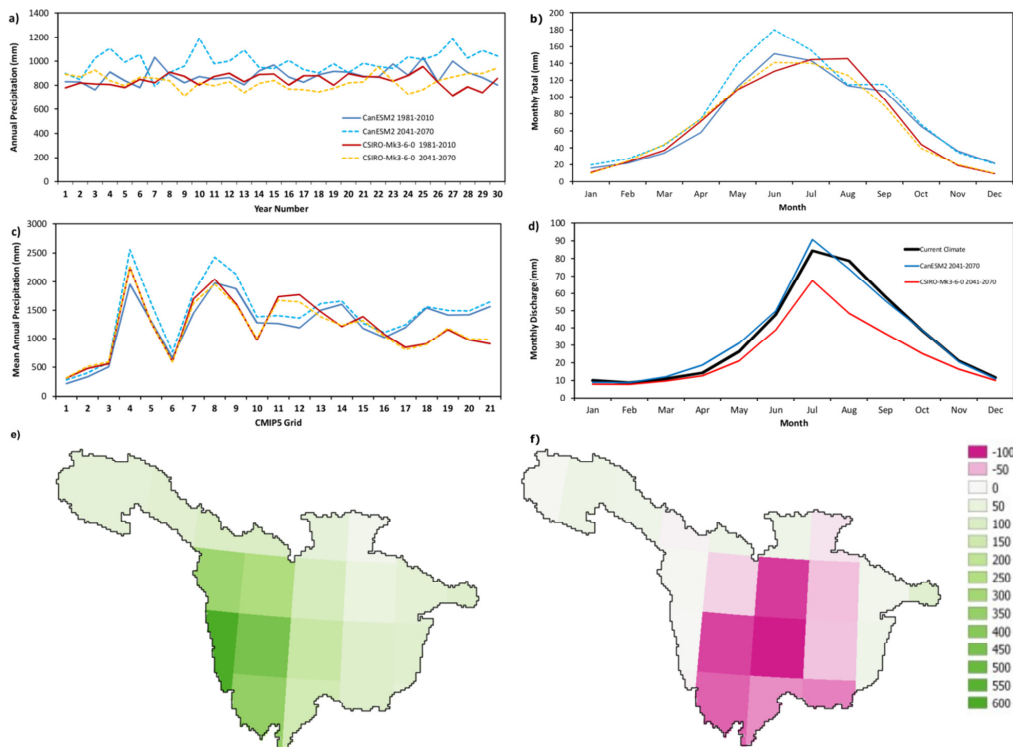 a)
Annual Precipitation (mm)
1400
1200
1000
800
600
400
200
0
CanESM2 1981-2010
CanESM2 2041-2070
CSIRO-Mk3-6-0 1981-2010
CSIRO-Mk3-6-0 2041-2070
1 2 3 4 5 6 7 8 9 10 11 12 13 14 15 16 17 18 19 20 21 22 23 24 25 26 27 28 29 30
Year Number
b)
Monthly Total (mm)
200
180
160
140
120
100
80
60
40
20
0
Jan Feb Mar Apr May Jun Jul Aug Sep Oct Nov Dec
Month
c)
Mean Annual Precipitation (mm)
3000
2500
2000
1500
1000
500
0
1 2 3 4 5 6 7 8 9 10 11 12 13 14 15 16 17 18 19 20 21
CMIP5 Grid
d)
Monthly Discharge (mm)
100
90
80
70
60
50
40
30
20
10
0
Current Climate
CanESM2 2041-2070
CSIRO-Mk3-6-0 2041-2070
Jan Feb Mar Apr May Jun Jul Aug Sep Oct Nov Dec
Month
e)
f)
-100
-50
0
50
100
150
200
250
300
350
400
450
500
550
600